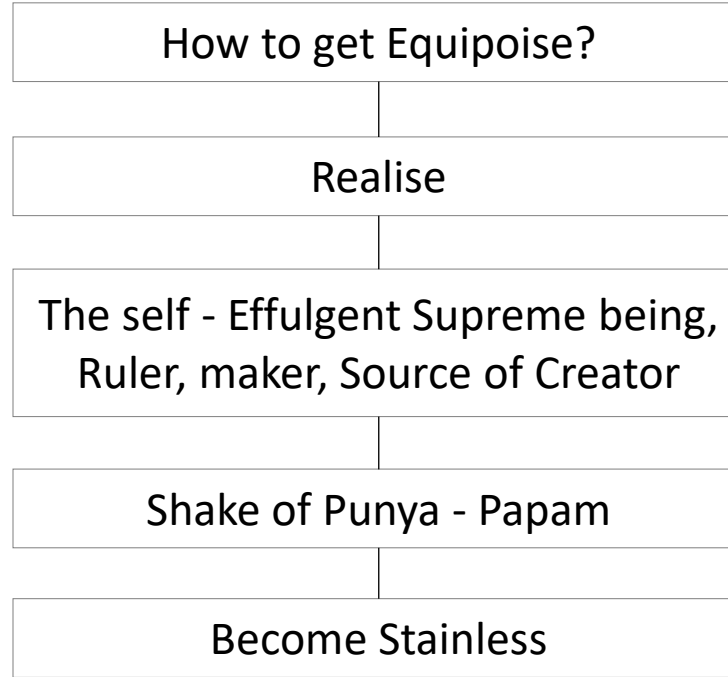 How to get Equipoise?
Realise
The self - Effulgent Supreme being,
Ruler, maker, Source of Creator
Shake of Punya - Papam
Become Stainless